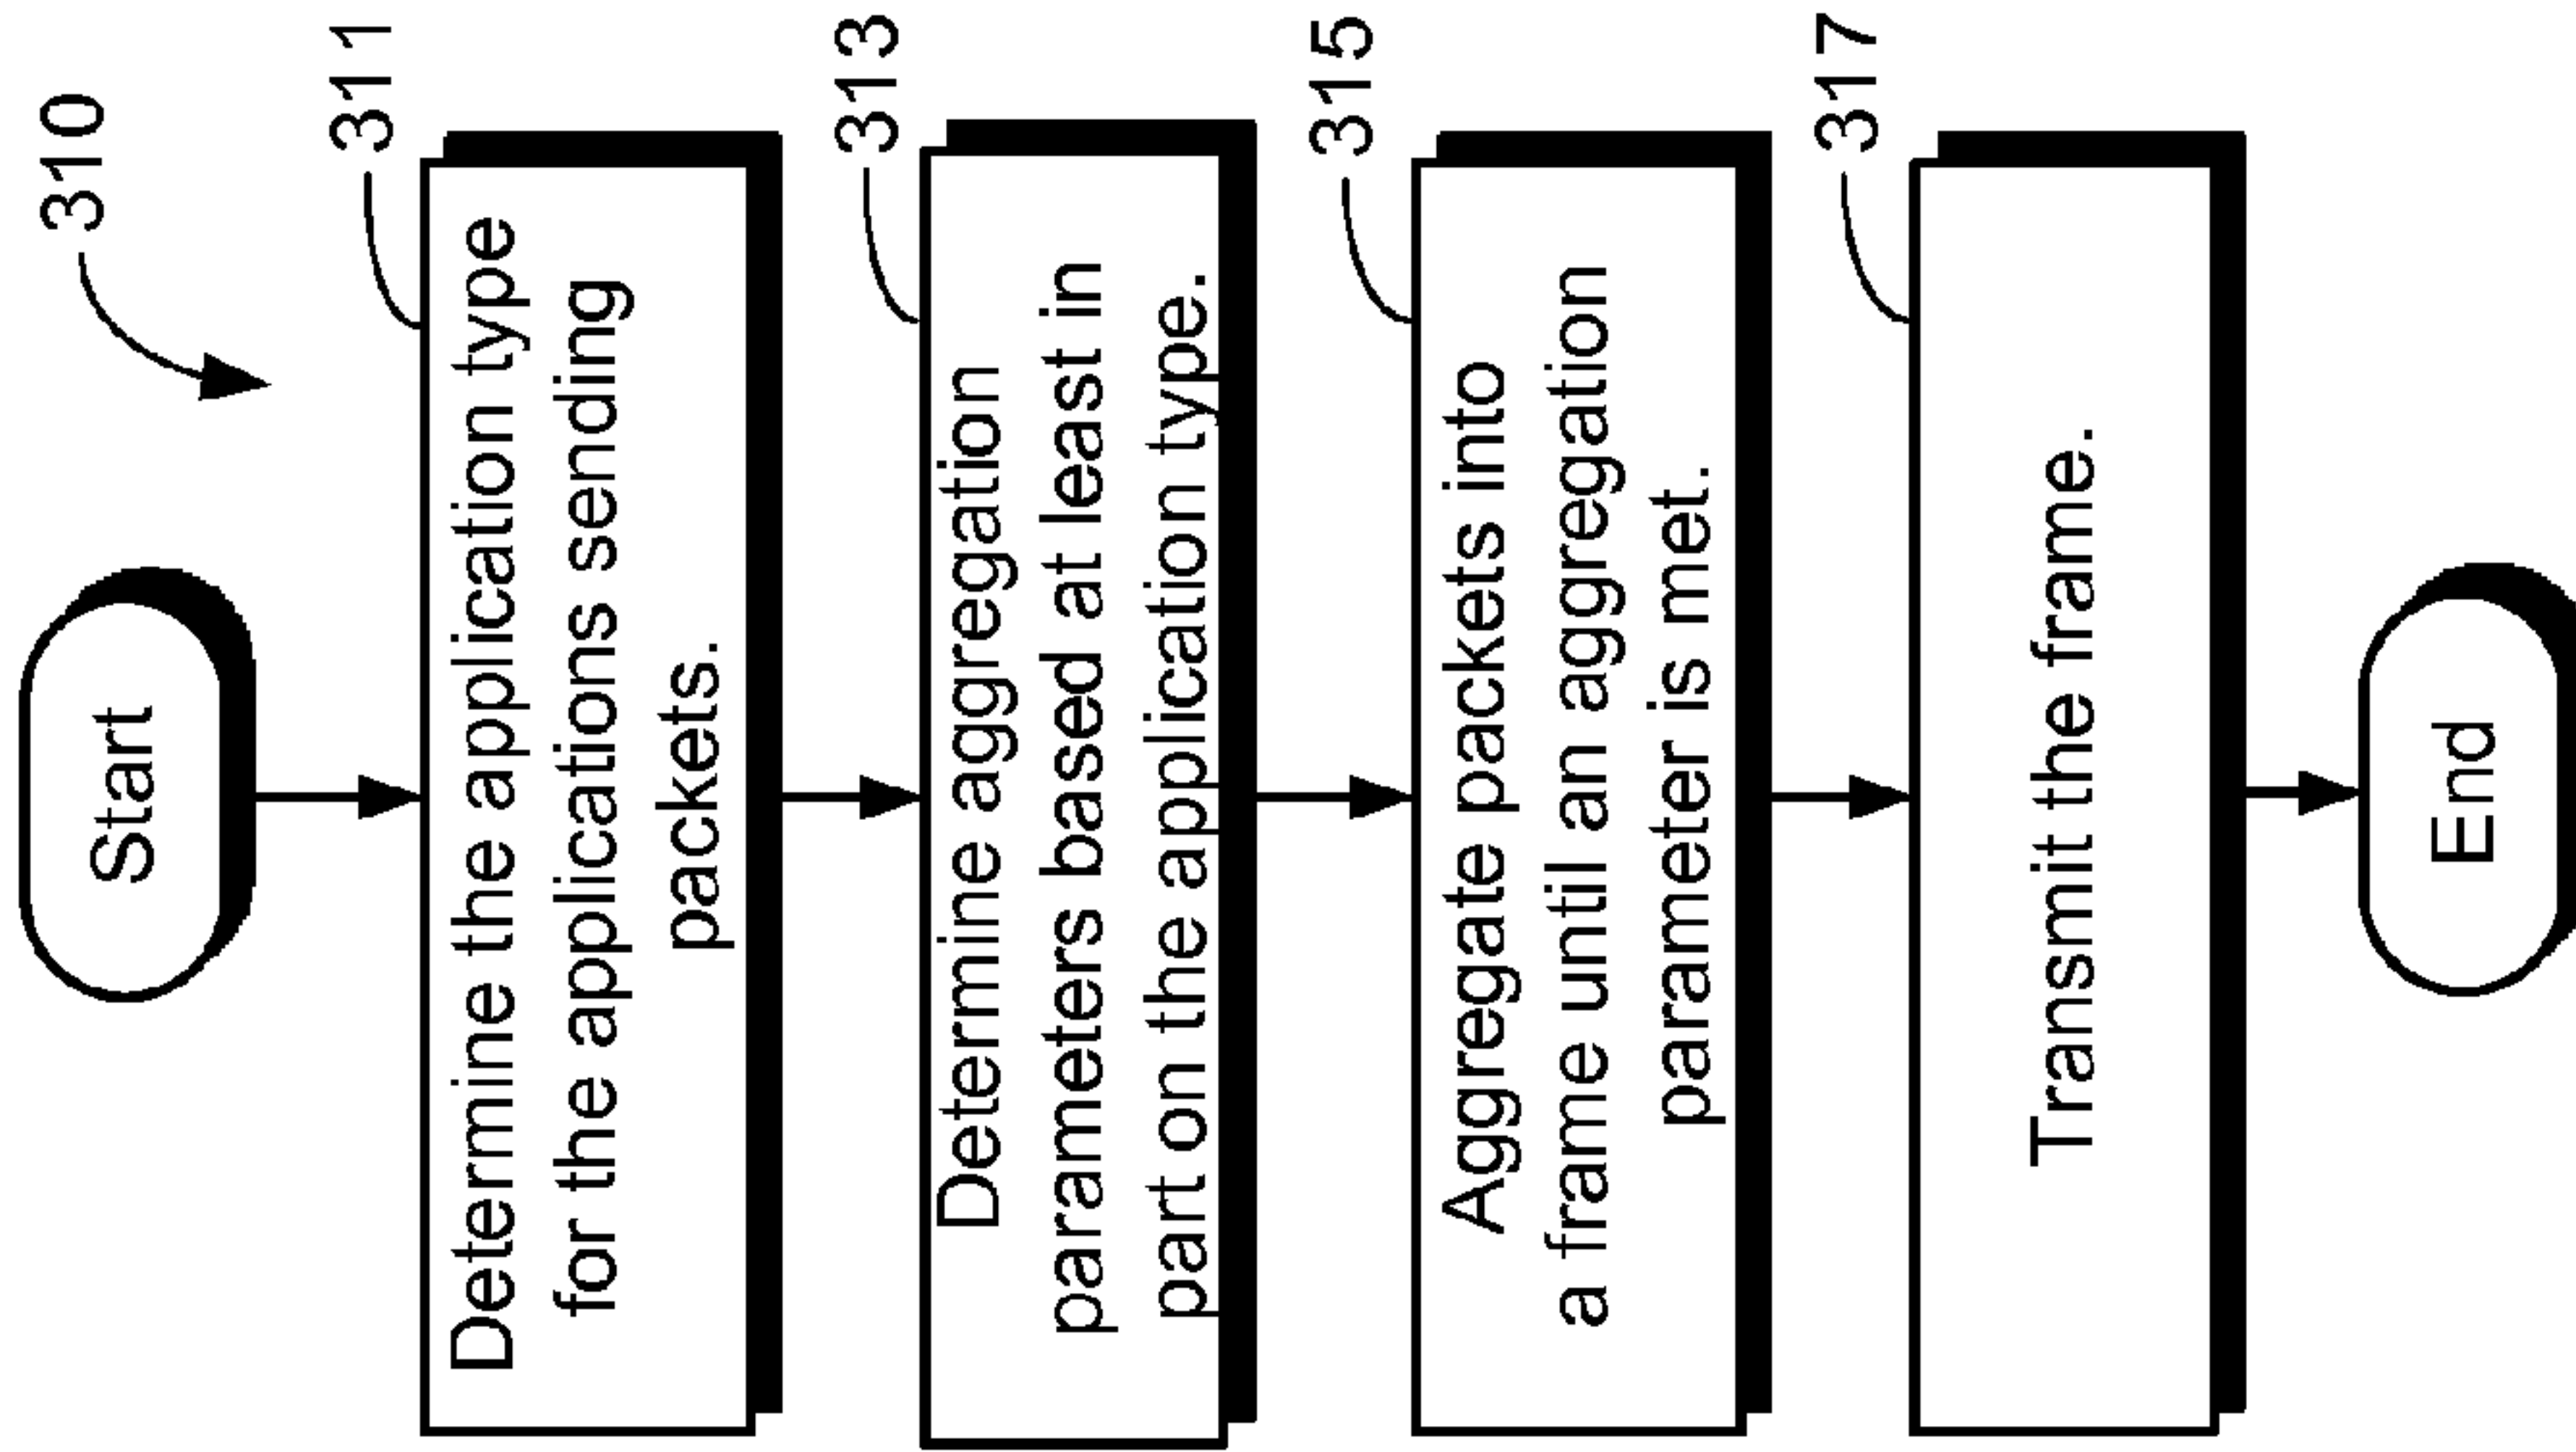 310
Start
311
Determine the application type
for the applications sending
packets.
313
Determine aggregation
parameters based at least in
part on the application type.
315
Aggregate packets into
a frame until an aggregation
parameter is met.
317
Transmit the frame.
End